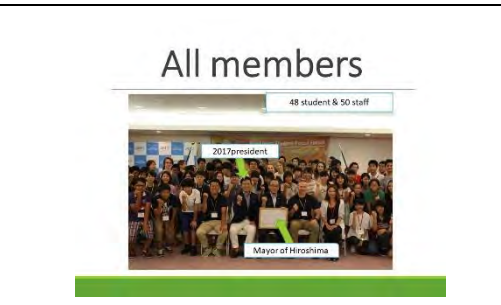 All members
48 student & 50 staff
2017president
Mayor of Hiroshima